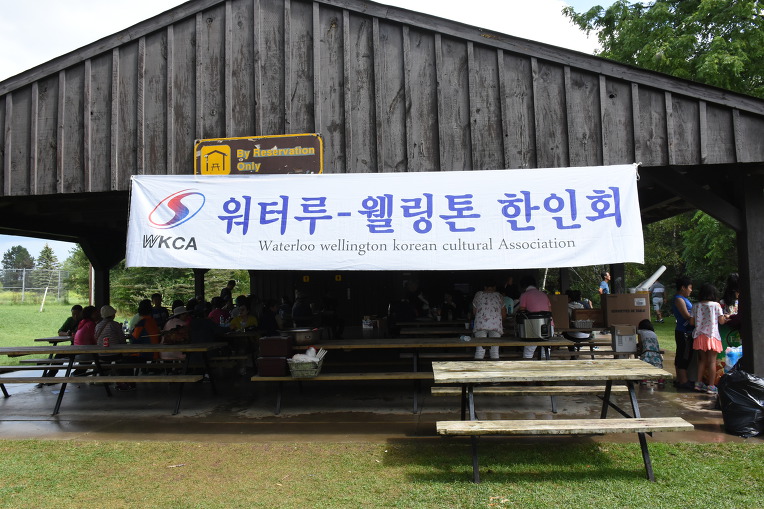 By Reservation
Only
WKCA
워터루-웰링톤 한인회
Waterloo wellington korean cultural Association